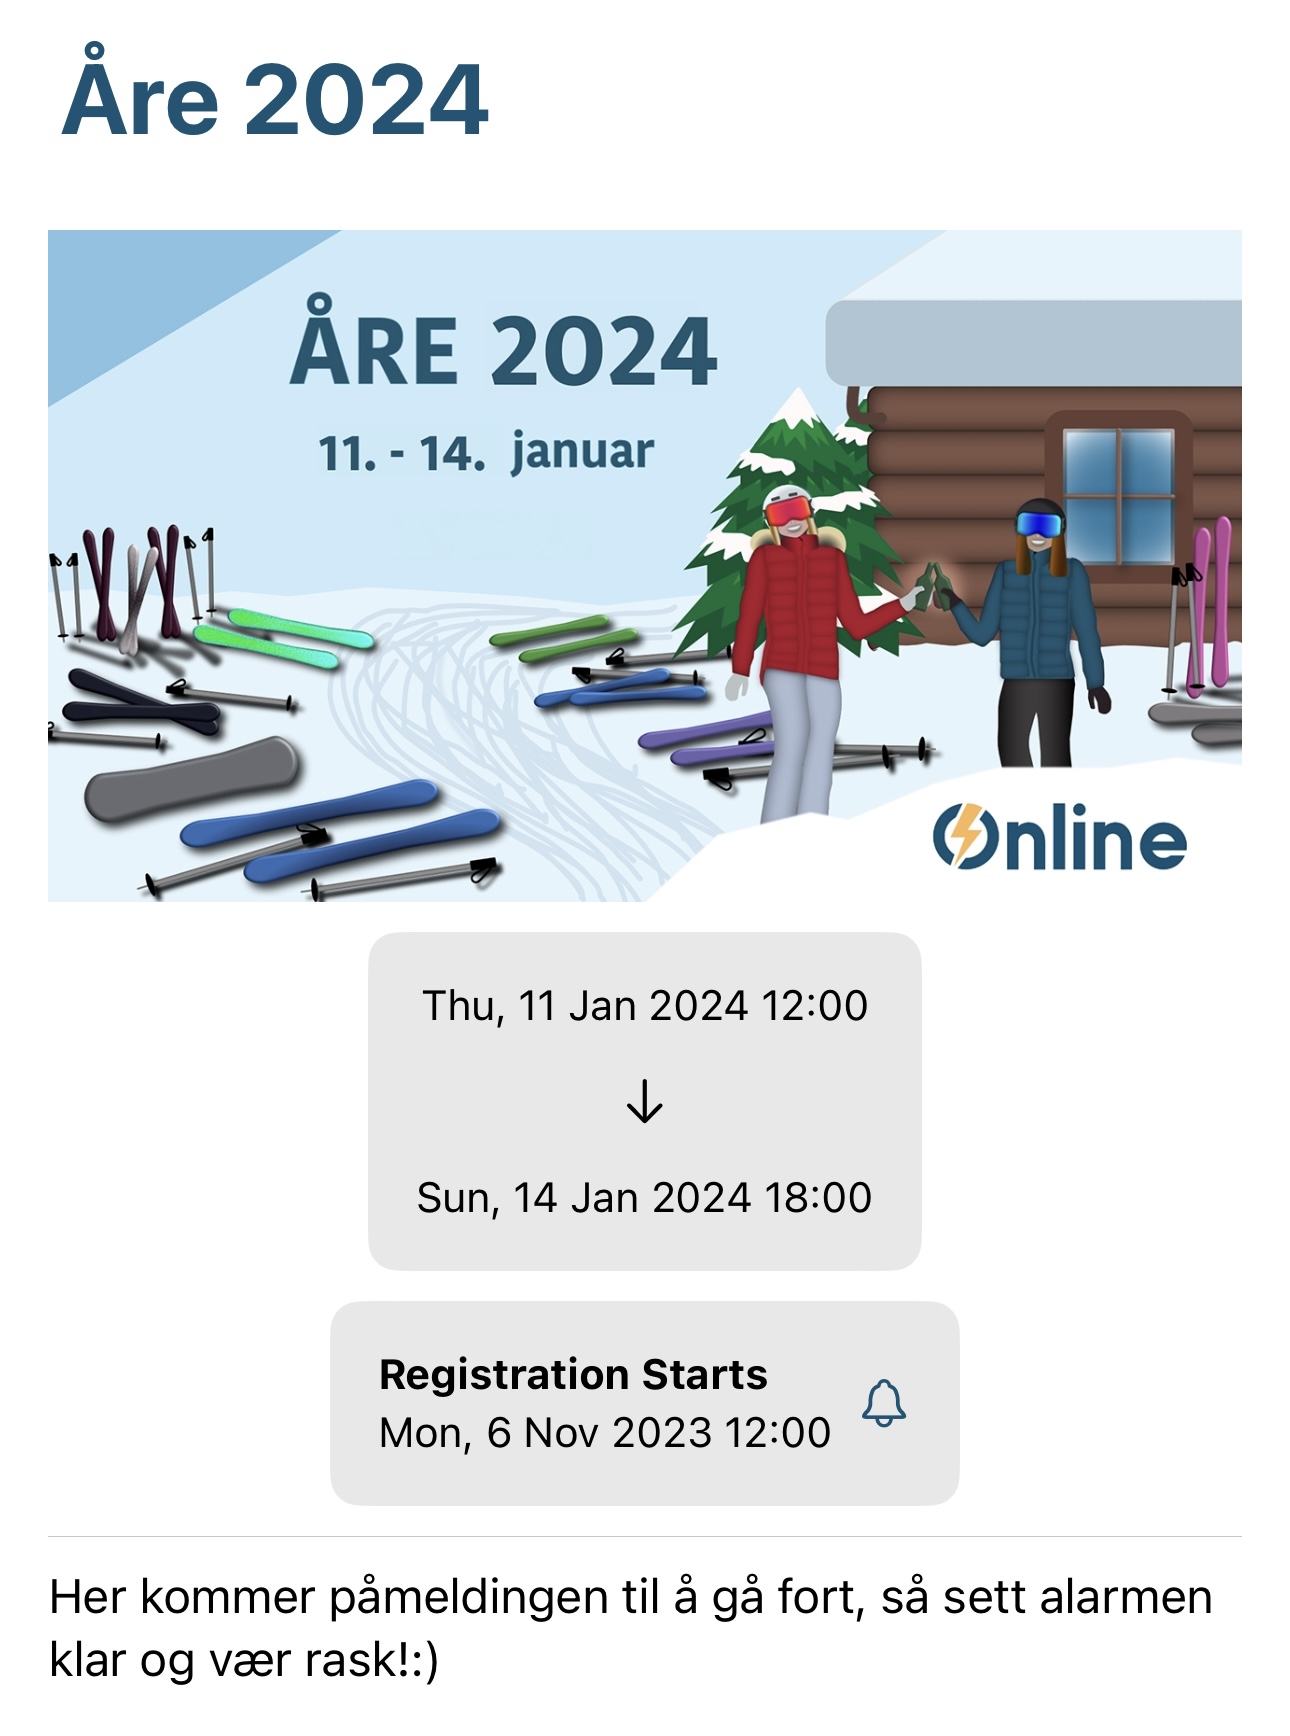 Åre 2024
ÅRE 2024
11. - 14. januar
Online
Thu, 11 Jan 2024 12:00
↓
Sun, 14 Jan 2024 18:00
Registration Starts
Mon, 6 Nov 2023 12:00
Her kommer påmeldingen til å gå fort, så sett alarmen
klar og vær rask!:)